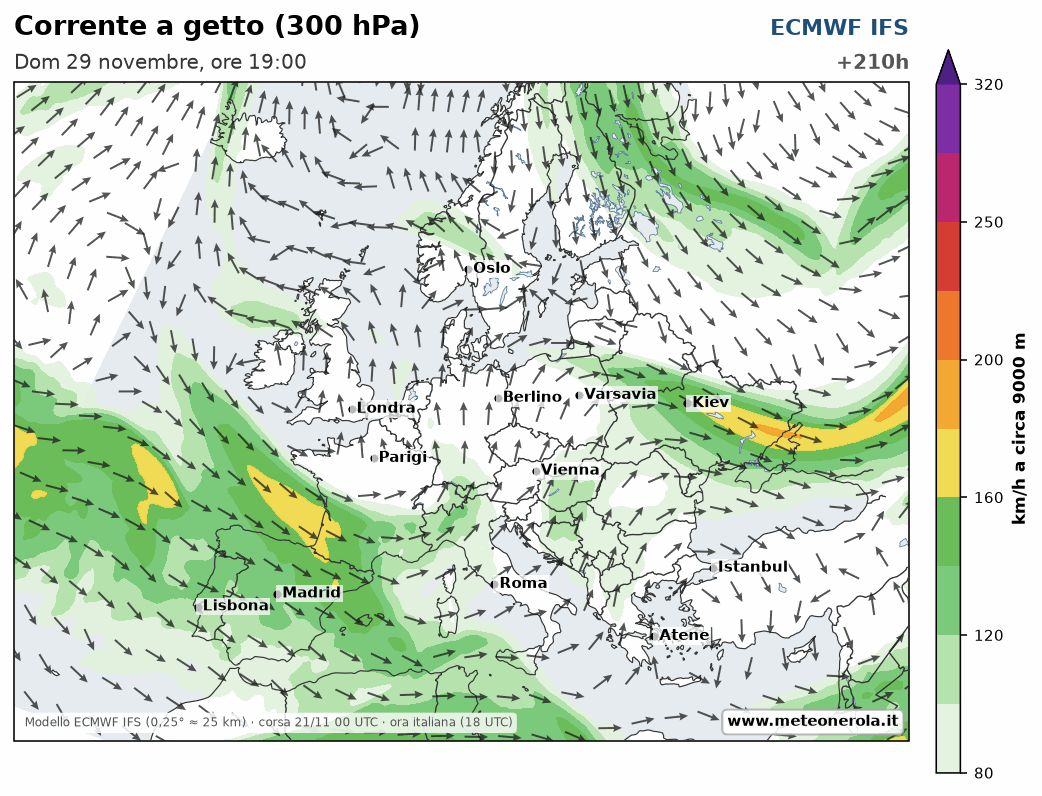 Corrente a getto (300 hPa)
ECMWF IFS
Dom 29 novembre, ore 19:00
+210h
320
250
200
160
120
80
km/h a circa 9000 m
Oslo
Berlino
Varsavia
Kiev
Londra
Parigi
Vienna
Istanbul
Roma
Madrid
Lisbona
Atene
Modello ECMWF IFS (0,25° ≈ 25 km) · corsa 21/11 00 UTC · ora italiana (18 UTC)
www.meteonerola.it